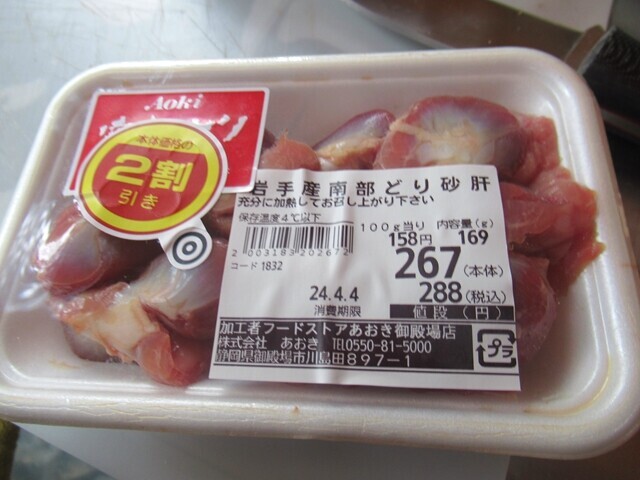 Aoki
本体価格の
2割
引き
岩手産南部どり砂肝
充分に加熱してお召し上がり下さい
保存温度4℃以下
100g当り 内容量(g)
158円 169
2 003183 202672
267(本体)
コード1832
24.4.4
288(税込)
消費期限
値段(円)
加工者フードストアあおき御殿場店
株式会社 あおき TEL0550-81-5000
静岡県御殿場市川島田897-1
プラ